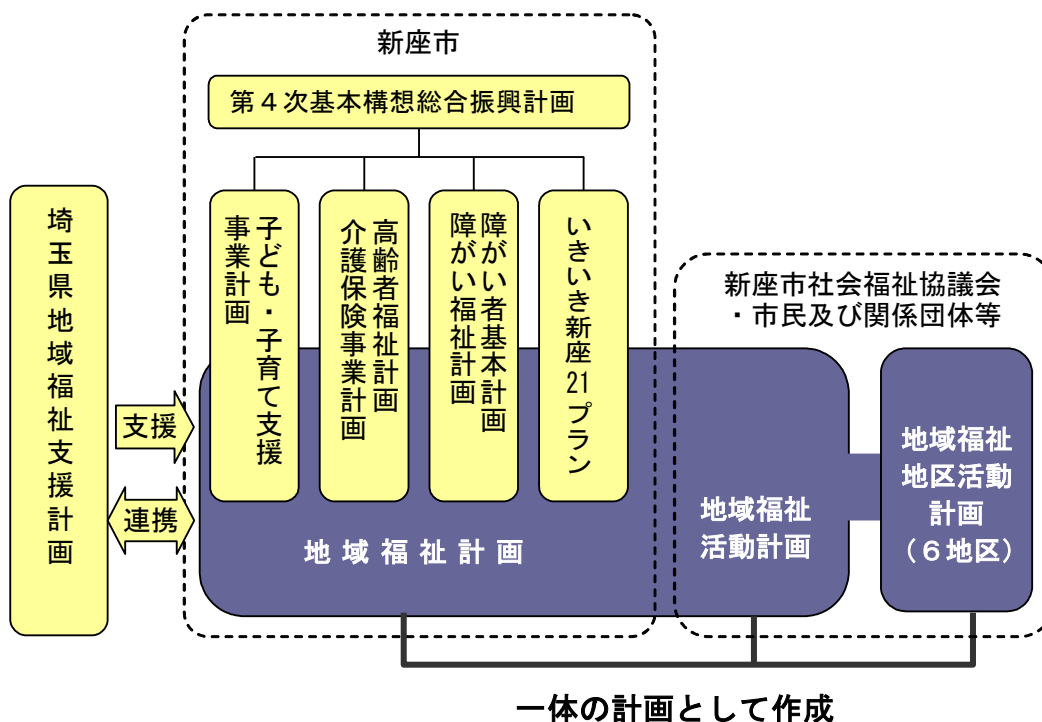 新座市
第４次基本構想総合振興計画
埼玉県地域福祉支援計画
子ども・子育て支援
事業計画
高齢者福祉計画
介護保険事業計画
障がい者基本計画
障がい福祉計画
いきいき新座21プラン
新座市社会福祉協議会
・市民及び関係団体等
支援
連携
地域福祉計画
地域福祉
活動計画
地域福祉
地区活動
計画
（６地区）
一体の計画として作成